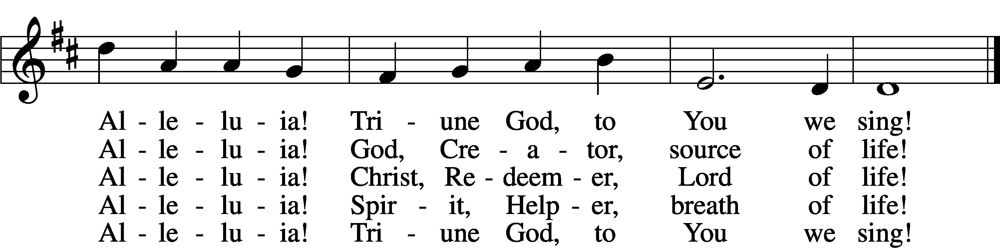 Al - le - lu - ia! Tri - une God, to You we sing!
Al - le - lu - ia! God, Cre - a - tor, source of life!
Al - le - lu - ia! Christ, Re - deem - er, Lord of life!
Al - le - lu - ia! Spir - it, Help - er, breath of life!
Al - le - lu - ia! Tri - une God, to You we sing!